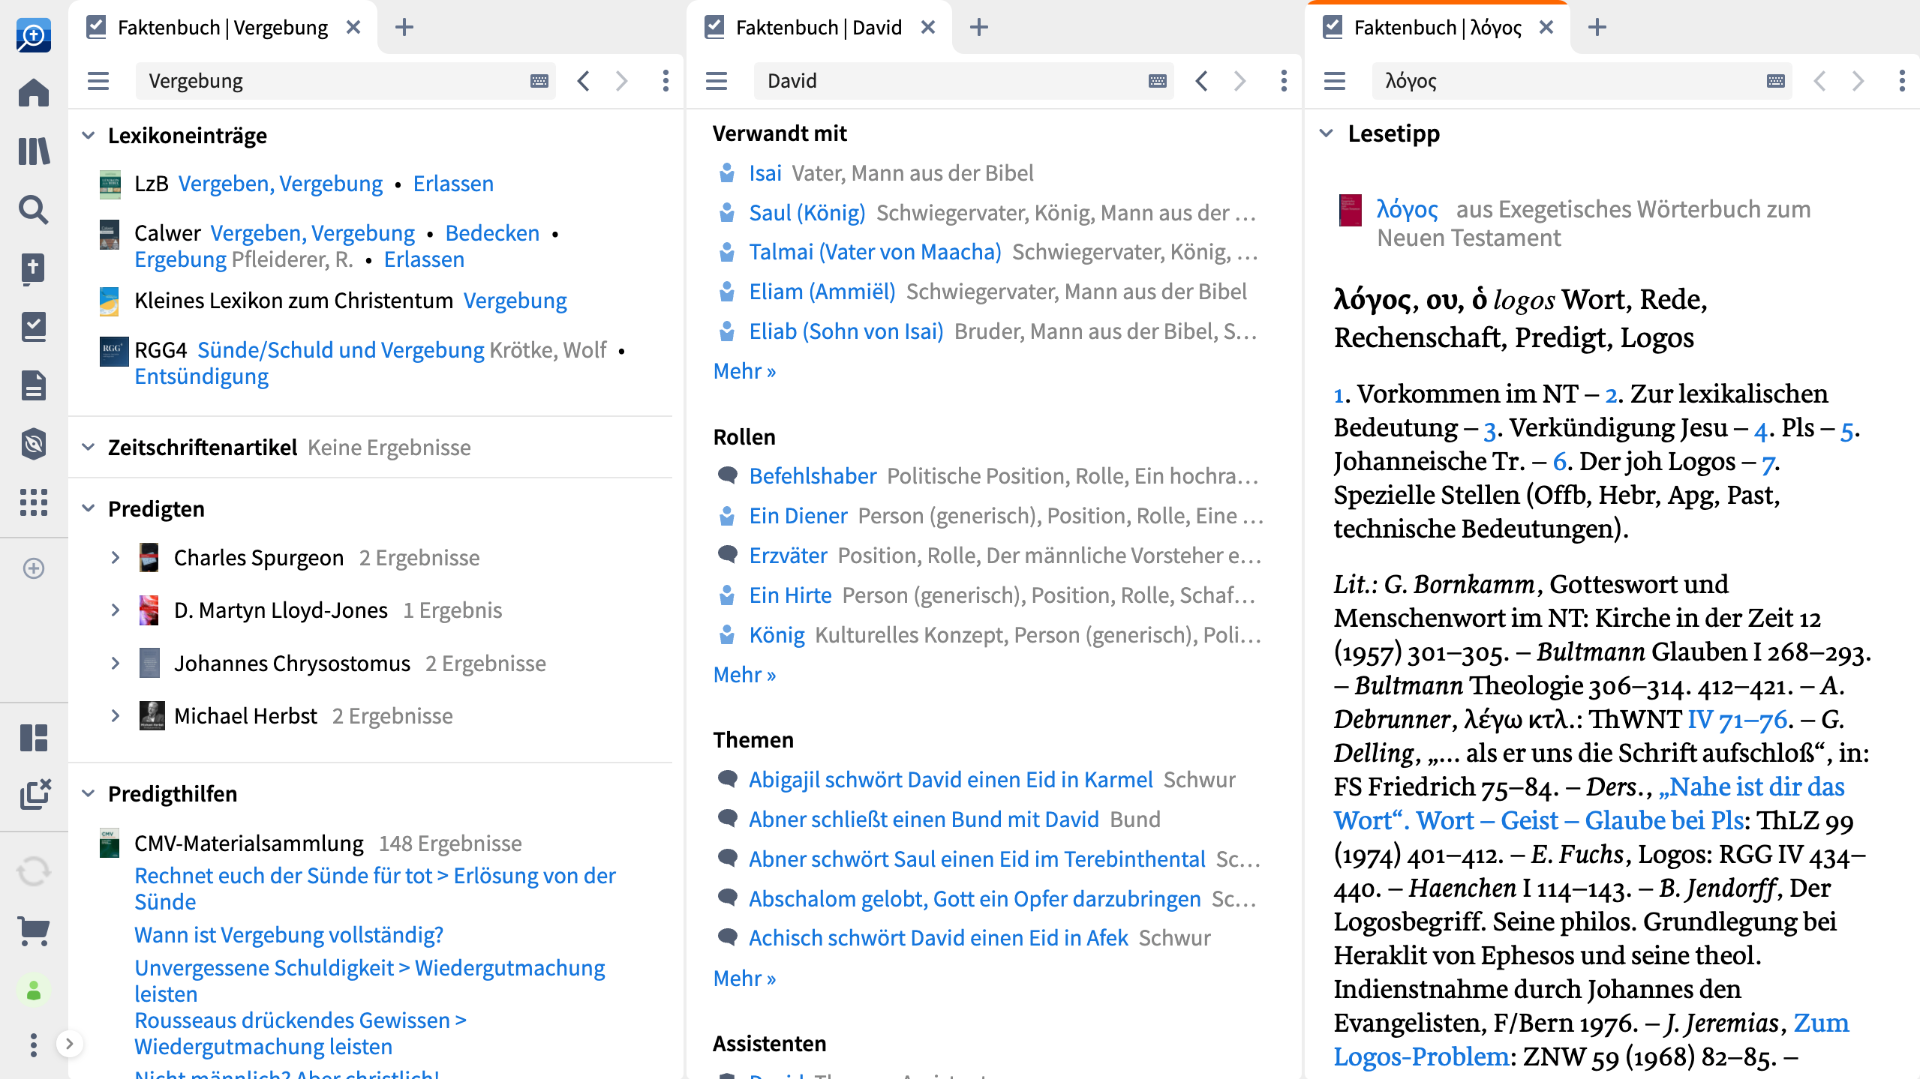 Faktenbuch | Vergebung
Vergebung
Lexikoneinträge
LzB Vergeben, Vergebung • Erlassen
Calwer Vergeben, Vergebung • Bedecken •
Ergebung Pfleiderer, R. • Erlassen
Kleines Lexikon zum Christentum Vergebung
RGG4 Sünde/Schuld und Vergebung Krötke, Wolf •
Entsündigung
Zeitschriftenartikel Keine Ergebnisse
Predigten
Charles Spurgeon 2 Ergebnisse
D. Martyn Lloyd-Jones 1 Ergebnis
Johannes Chrysostomus 2 Ergebnisse
Michael Herbst 2 Ergebnisse
Predigthilfen
CMV-Materialsammlung 148 Ergebnisse
Rechnet euch der Sünde für tot > Erlösung von der
Sünde
Wann ist Vergebung vollständig?
Unvergessene Schuldigkeit > Wiedergutmachung
leisten
Rousseaus drückendes Gewissen >
Wiedergutmachung leisten
Nicht männlich? Aber christlich!
Faktenbuch | David
David
Verwandt mit
Isai Vater, Mann aus der Bibel
Saul (König) Schwiegervater, König, Mann aus der …
Talmai (Vater von Maacha) Schwiegervater, König, …
Eliam (Ammiël) Schwiegervater, Mann aus der Bibel
Eliab (Sohn von Isai) Bruder, Mann aus der Bibel, S…
Mehr »
Rollen
Befehlshaber Politische Position, Rolle, Ein hochra…
Ein Diener Person (generisch), Position, Rolle, Eine …
Erzväter Position, Rolle, Der männliche Vorsteher e…
Ein Hirte Person (generisch), Position, Rolle, Schaf…
König Kulturelles Konzept, Person (generisch), Poli…
Mehr »
Themen
Abigajil schwört David einen Eid in Karmel Schwur
Abner schließt einen Bund mit David Bund
Abner schwört Saul einen Eid im Terebinthental Sc…
Abschalom gelobt, Gott ein Opfer darzubringen Sc…
Achisch schwört David einen Eid in Afek Schwur
Mehr »
Assistenten
Faktenbuch | λόγος
λόγος
Lesetipp
λόγος aus Exegetisches Wörterbuch zum
Neuen Testament
λόγος, ου, ὁ logos Wort, Rede,
Rechenschaft, Predigt, Logos
1. Vorkommen im NT – 2. Zur lexikalischen
Bedeutung – 3. Verkündigung Jesu – 4. Pls – 5.
Johanneische Tr. – 6. Der joh Logos – 7.
Spezielle Stellen (Offb, Hebr, Apg, Past,
technische Bedeutungen).
Lit.: G. Bornkamm, Gotteswort und
Menschenwort im NT: Kirche in der Zeit 12
(1957) 301–305. – Bultmann Glauben I 268–293.
– Bultmann Theologie 306–314. 412–421. – A.
Debrunner, λέγω κτλ.: ThWNT IV 71–76. – G.
Delling, „… als er uns die Schrift aufschloß“, in:
FS Friedrich 75–84. – Ders., „Nahe ist dir das
Wort“. Wort – Geist – Glaube bei Pls: ThLZ 99
(1974) 401–412. – E. Fuchs, Logos: RGG IV 434–
440. – Haenchen I 114–143. – B. Jendorff, Der
Logosbegriff. Seine philos. Grundlegung bei
Heraklit von Ephesos und seine theol.
Indienstnahme durch Johannes den
Evangelisten, F/Bern 1976. – J. Jeremias, Zum
Logos-Problem: ZNW 59 (1968) 82–85. –